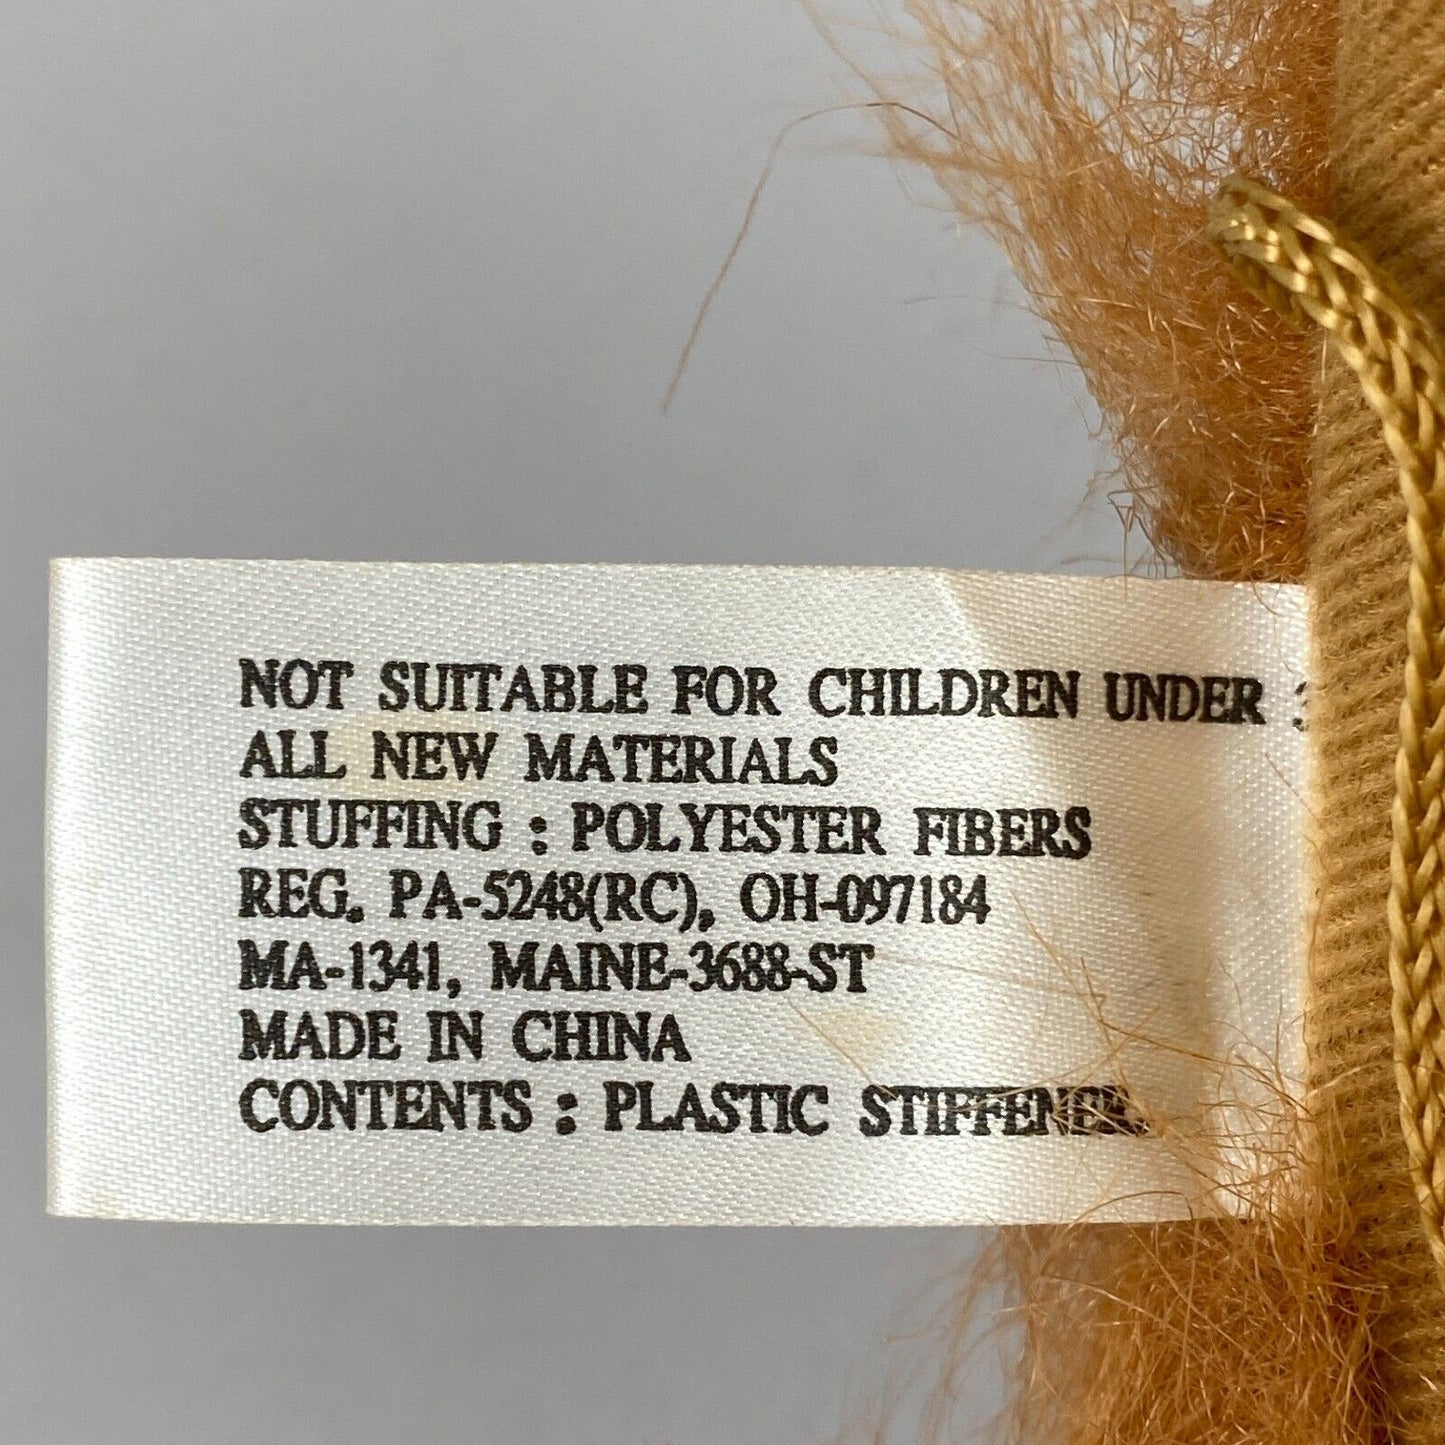 NOT SUITABLE FOR CHILDREN UNDER
ALL NEW MATERIALS
STUFFING : POLYESTER FIBERS
REG. PA-5248(RC), OH-097184
MA-1341, MAINE-3688-ST
MADE IN CHINA
CONTENTS : PLASTIC STIFFENER.